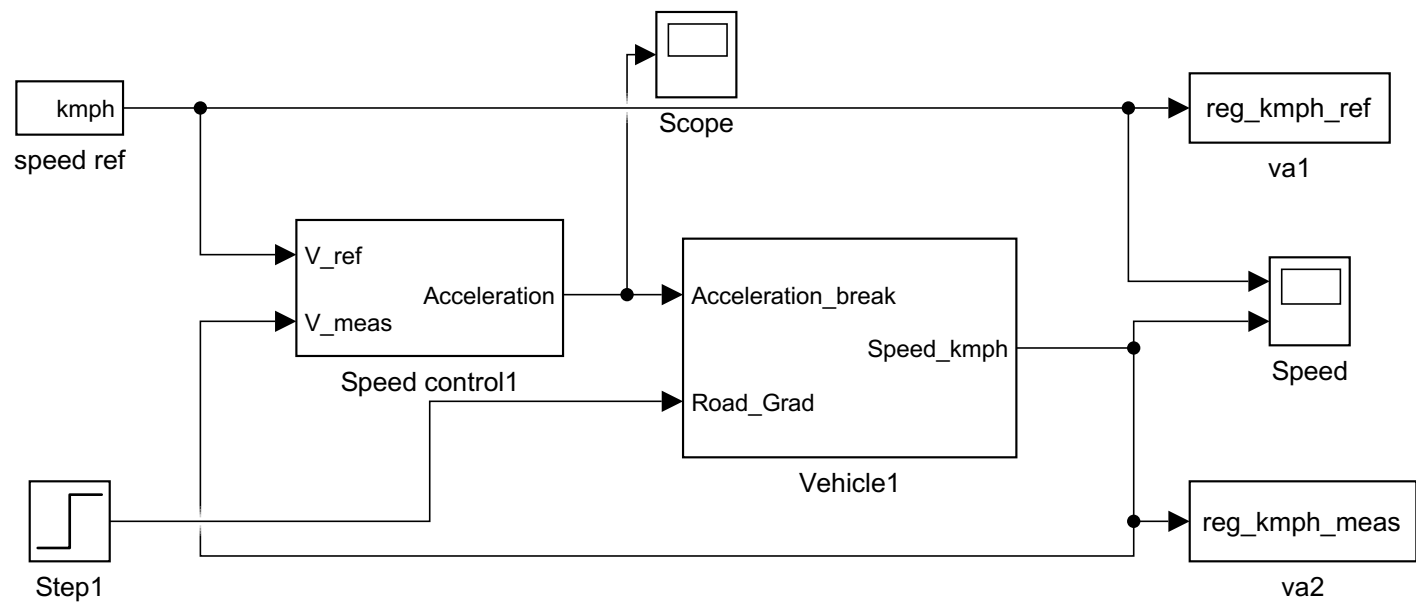 kmph
speed ref
Scope
reg_kmph_ref
va1
V_ref
V_meas
Acceleration
Speed control1
Acceleration_break
Speed_kmph
Road_Grad
Vehicle1
Speed
Step1
reg_kmph_meas
va2